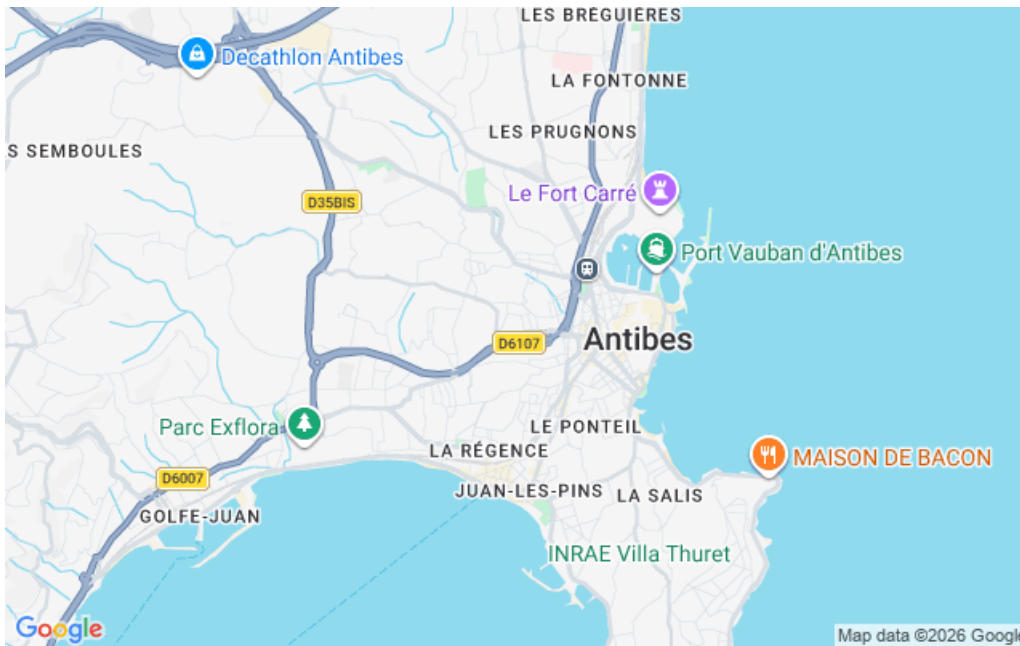 LES BRÉGUIÈRES
Decathlon Antibes
LA FONTONNE
LES PRUGNONS
S SEMBOULES
Le Fort Carré
D35BIS
Port Vauban d'Antibes
Antibes
D6107
Parc Exflora
LE PONTEIL
LA RÉGENCE
MAISON DE BACON
D6007
JUAN-LES-PINS
LA SALIS
GOLFE-JUAN
INRAE Villa Thuret
Google
Map data ©2026 Google